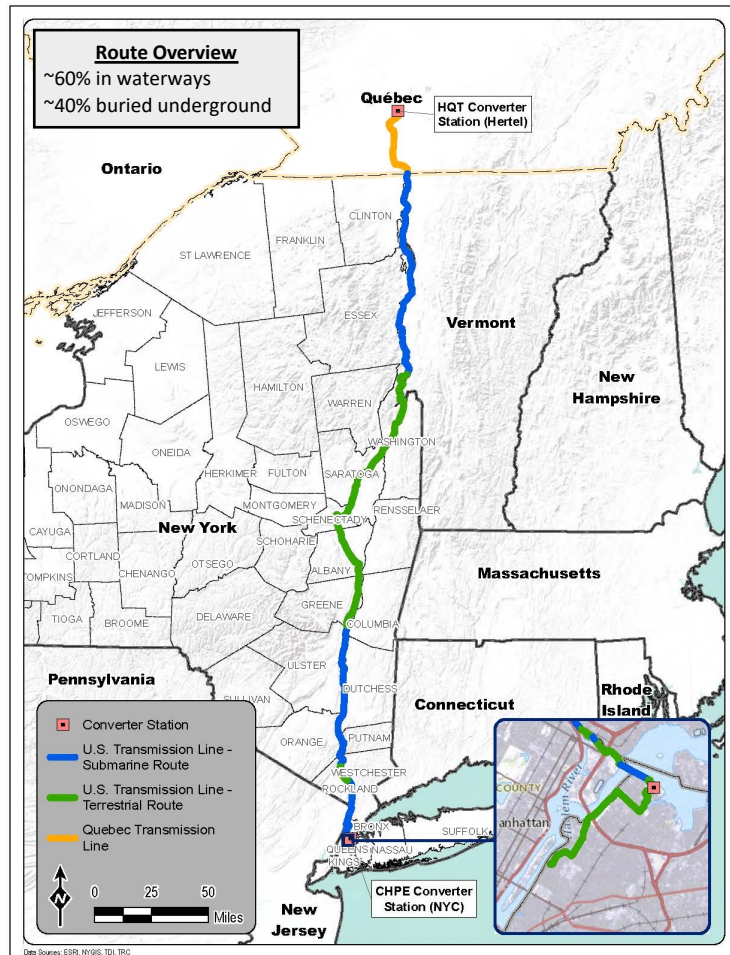 Route Overview
~60% in waterways
~40% buried underground
Québec
HQT Converter
Station (Hertel)
Ontario
CLINTON
FRANKLIN
ST LAWRENCE
JEFFERSON
ESSEX
Vermont
LEWIS
HAMILTON
New
Hampshire
WARREN
OSWEGO
WASHINGTON
ONEIDA
HERKIMER
FULTON
SARATOGA
ONONDAGA
MADISON
MONTGOMERY
RENSSELAER
SCHENECTADY
CAYUGA
New York
SCHOHARIE
CORTLAND
OTSEGO
ALBANY
TOMPKINS
CHENANGO
Massachusetts
GREENE
TIOGA
BROOME
DELAWARE
COLUMBIA
ULSTER
Pennsylvania
SULLIVAN
DUTCHESS
Connecticut
Rhode
Island
ORANGE
PUTNAM
WESTCHESTER
ROCKLAND
BRONX
SUFFOLK
QUEENS
NASSAU
KINGS
CHPE Converter
Station (NYC)
New
Jersey
Converter Station
U.S. Transmission Line -
Submarine Route
U.S. Transmission Line -
Terrestrial Route
Quebec Transmission
Line
N
0 25 50
Miles
COUNTY
anhattan
Data Sources: ESRI, NYGIS, TDI, TRC